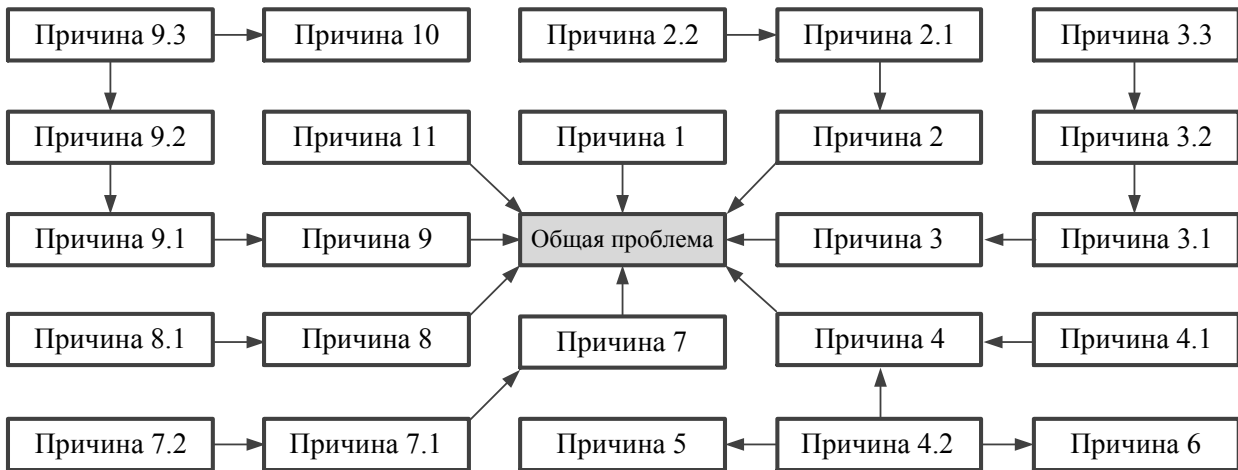 Причина 9.3
Причина 10
Причина 2.2
Причина 2.1
Причина 3.3
Причина 9.2
Причина 11
Причина 1
Причина 2
Причина 3.2
Причина 9.1
Причина 9
Общая проблема
Причина 3
Причина 3.1
Причина 8.1
Причина 8
Причина 7
Причина 4
Причина 4.1
Причина 7.2
Причина 7.1
Причина 5
Причина 4.2
Причина 6